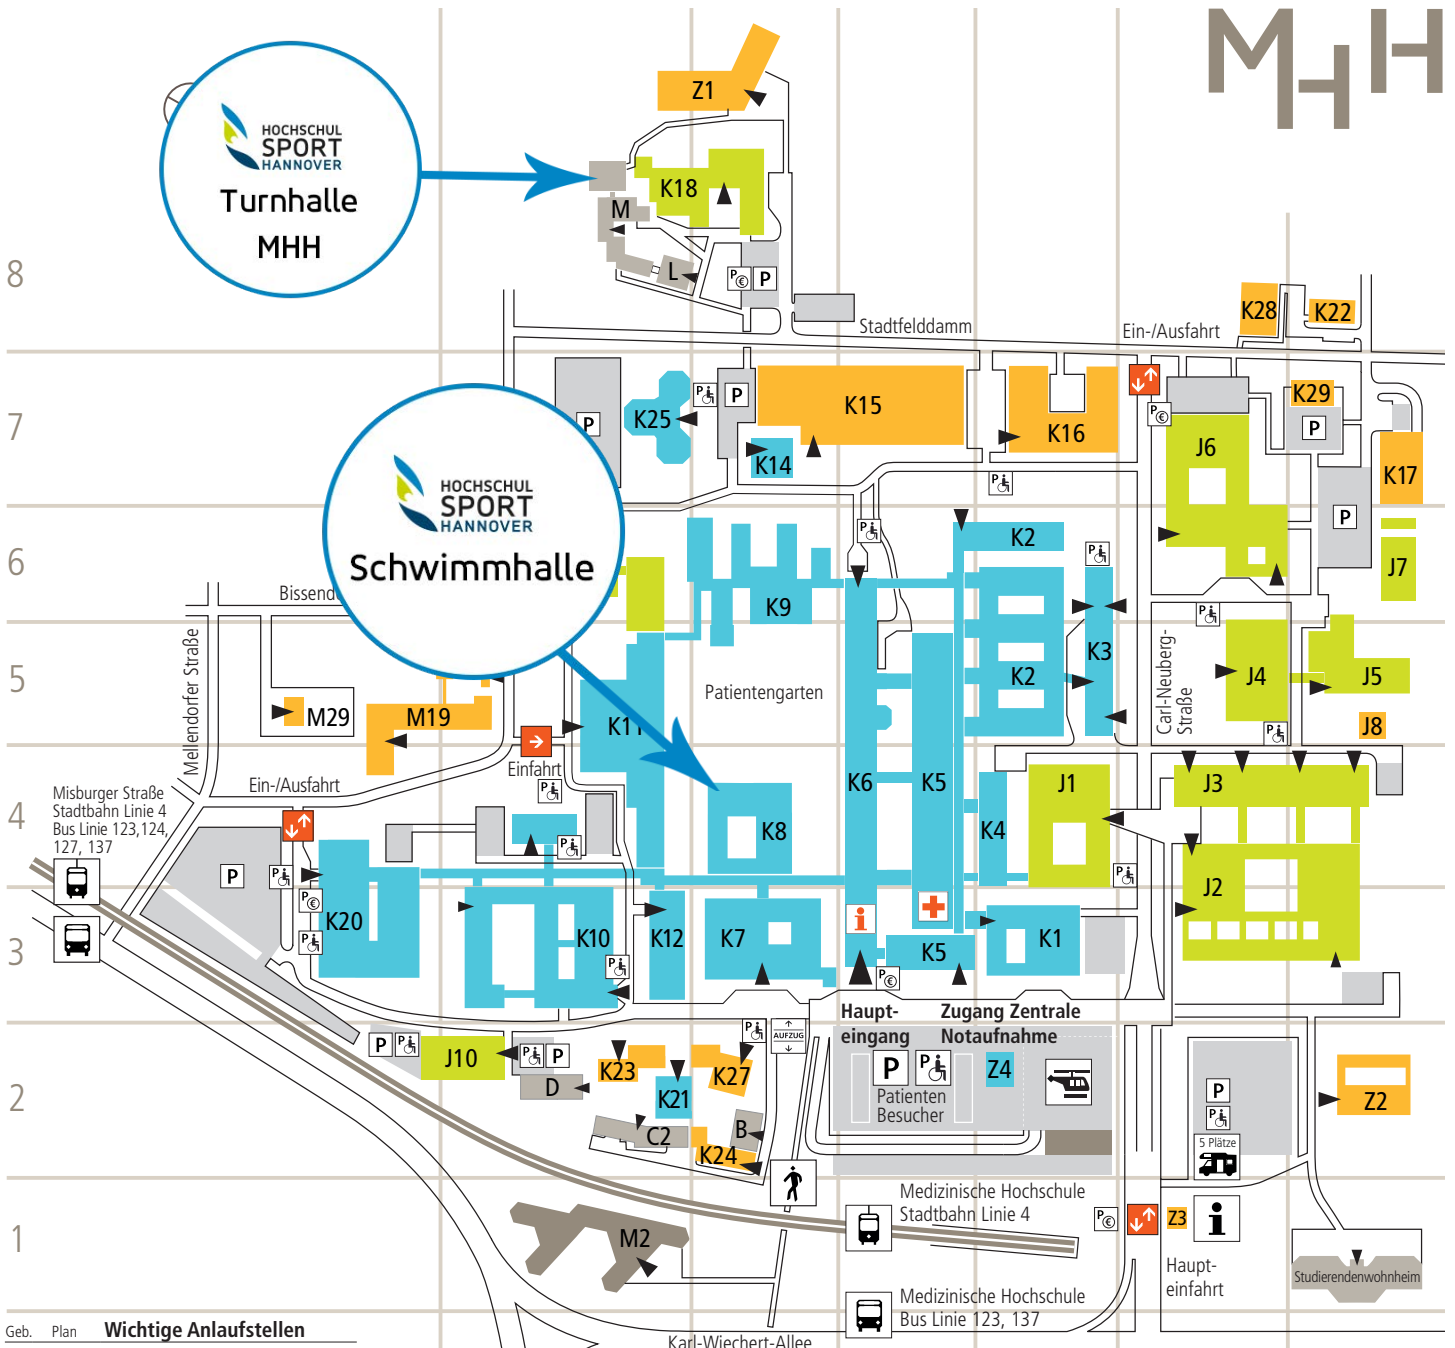 MHH
HOCHSCHUL
SPORT
HANNOVER
Turnhalle
MHH
Z1
K18
M
L
P
€
P
8
Stadtfelddamm
Ein-/Ausfahrt
K28
K22
7
P
K25
P
P
K15
K14
K16
P
€
J6
K29
P
K17
P
HOCHSCHUL
SPORT
HANNOVER
Schwimmhalle
6
P
P
K2
P
P
J7
K9
Bissend
P
5
Mellendorfer Straße
M29
M19
K11
Patientengarten
K2
K3
Carl-Neuberg-
Straße
J4
J5
J8
P
Einfahrt
P
Ein-/Ausfahrt
4
Misburger Straße
Stadtbahn Linie 4
Bus Linie 123,124,
127, 137
K6
K5
J1
J3
K8
K4
P
P
P
P
P
€
J2
3
K20
P
K10
P
K12
K7
i
K5
K1
P
€
Haupt-
eingang
Zugang Zentrale
Notaufnahme
P
P
J10
P
P
D
P
AUFZUG
K23
K27
K21
P
P
Patienten
Besucher
Z4
P
P
Z2
2
C2
B
K24
5 Plätze
1
M2
Medizinische Hochschule
Stadtbahn Linie 4
P
€
Z3
i
Haupt-
einfahrt
Studierendenwohnheim
Medizinische Hochschule
Bus Linie 123, 137
Geb. Plan Wichtige Anlaufstellen
Karl-Wiechert-Allee